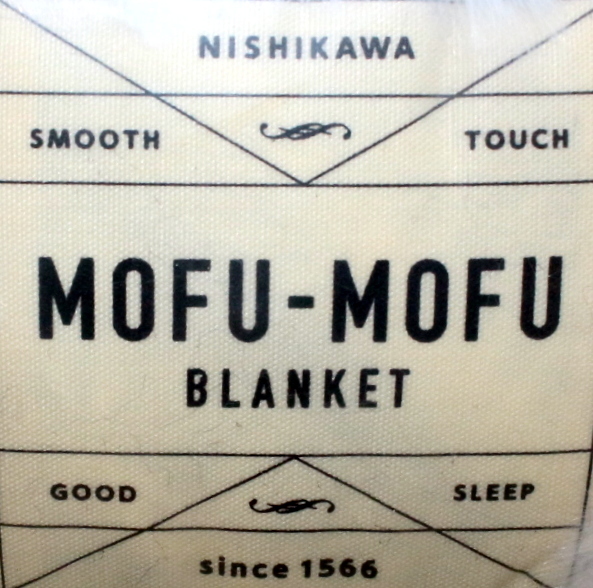 NISHIKAWA
SMOOTH TOUCH
MOFU-MOFU
BLANKET
GOOD SLEEP
since 1566